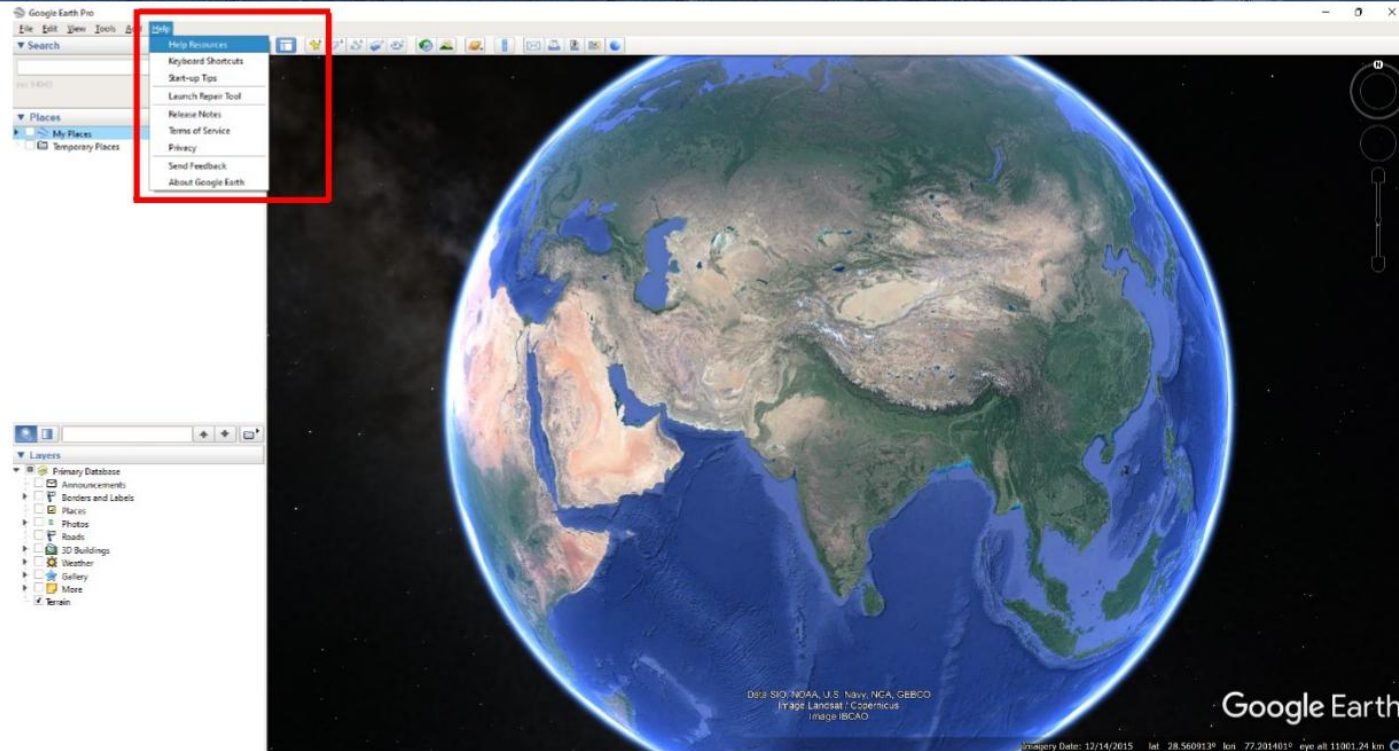 Google Earth Pro
File Edit View Tools Add Help
Search
Help Resources
Keyboard Shortcuts
Start-up Tips
Launch Repair Tool
Release Notes
Terms of Service
Privacy
Send Feedback
About Google Earth
Places
My Places
Temporary Places
Layers
Primary Database
Announcements
Borders and Labels
Places
Photos
Roads
3D Buildings
Weather
Gallery
More
Terrain
N
Data SIO, NOAA, U.S. Navy, NGA, GEBCO
Image Landsat / Copernicus
Image IBCAO
Google Earth
Imagery Date: 12/14/2015 lat 28.560913° lon 77.201401° eye alt 11001.24 km